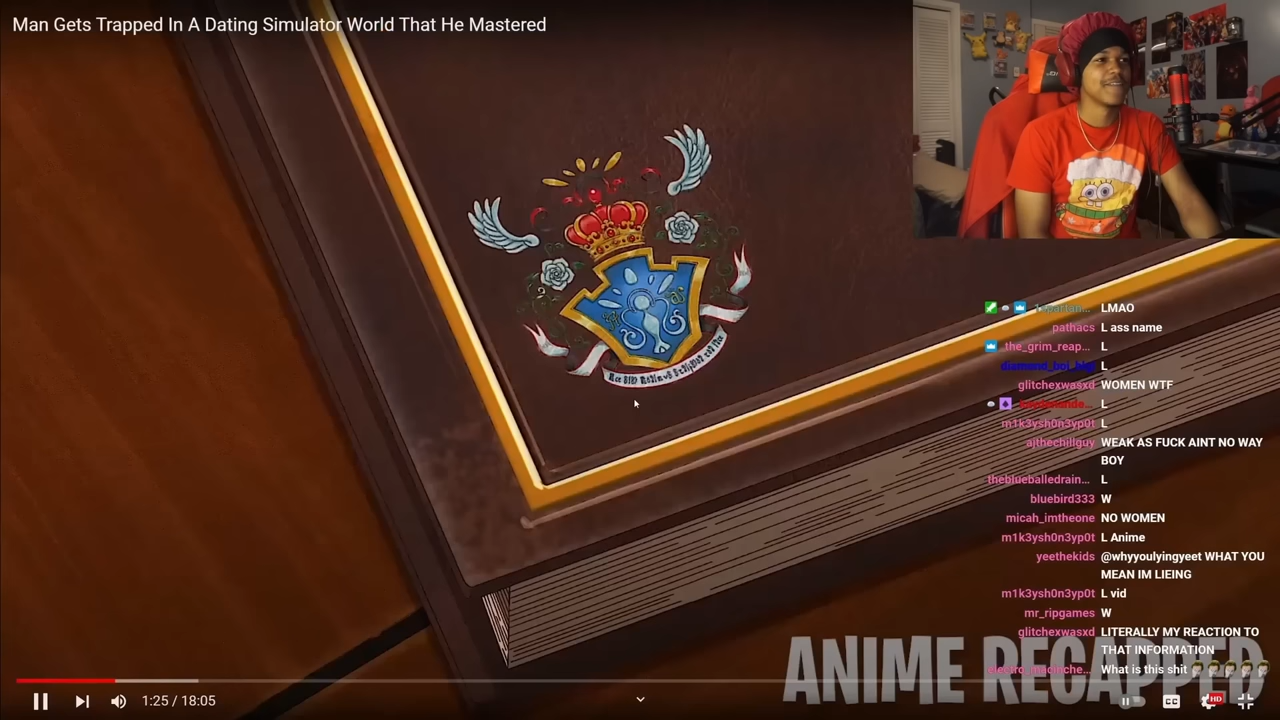 Man Gets Trapped In A Dating Simulator World That He Mastered
LMAO
pathacs L ass name
the_grim_reap... L
diamond_boi_high L
glitchexwasxd WOMEN WTF
L
m1k3ysh0n3yp0t L
ajthechillguy WEAK AS FUCK AINT NO WAY
BOY
theblueballedrain... L
bluebird333 W
micah_imtheone NO WOMEN
m1k3ysh0n3yp0t L Anime
yeethekids @whyyoulyingyeet WHAT YOU
MEAN IM LIEING
m1k3ysh0n3yp0t L vid
mr_ripgames W
glitchexwasxd LITERALLY MY REACTION TO
THAT INFORMATION
What is this shit
ANIME RECAPPED
1:25 / 18:05
CC
HD